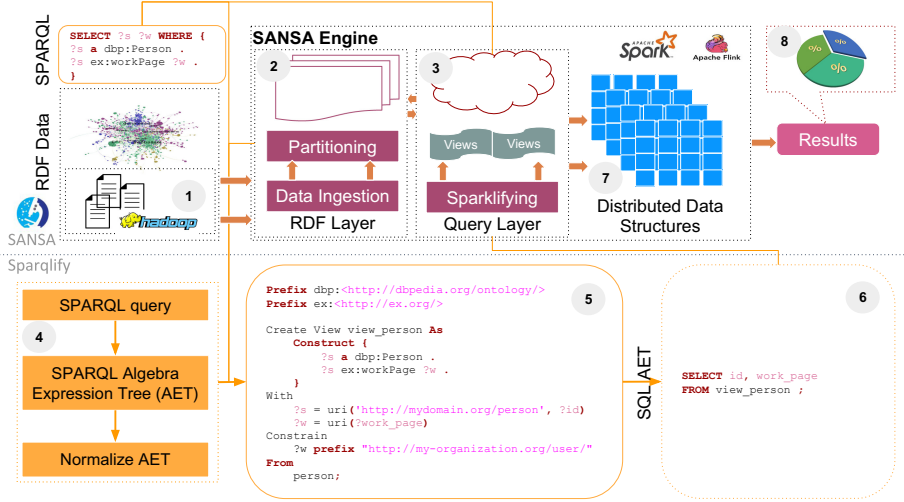 SPARQL
SELECT ?s ?w WHERE {
?s a dbp:Person .
?s ex:workPage ?w .
}
RDF Data
1
hadoop
SANSA
SANSA Engine
2
Partitioning
Data Ingestion
RDF Layer
3
Views
Views
Sparklifying
Query Layer
APACHE
Spark
Apache Flink
7
Distributed Data
Structures
8
%
%
%
Results
Sparqlify
SPARQL query
4
SPARQL Algebra
Expression Tree (AET)
Normalize AET
5
Prefix dbp:<http://dbpedia.org/ontology/>
Prefix ex:<http://ex.org/>
Create View view_person As
Construct {
?s a dbp:Person .
?s ex:workPage ?w .
}
With
?s = uri('http://mydomain.org/person', ?id)
?w = uri(?work_page)
Constrain
?w prefix "http://my-organization.org/user/"
From
person;
SQL AET
6
SELECT id, work_page
FROM view_person ;